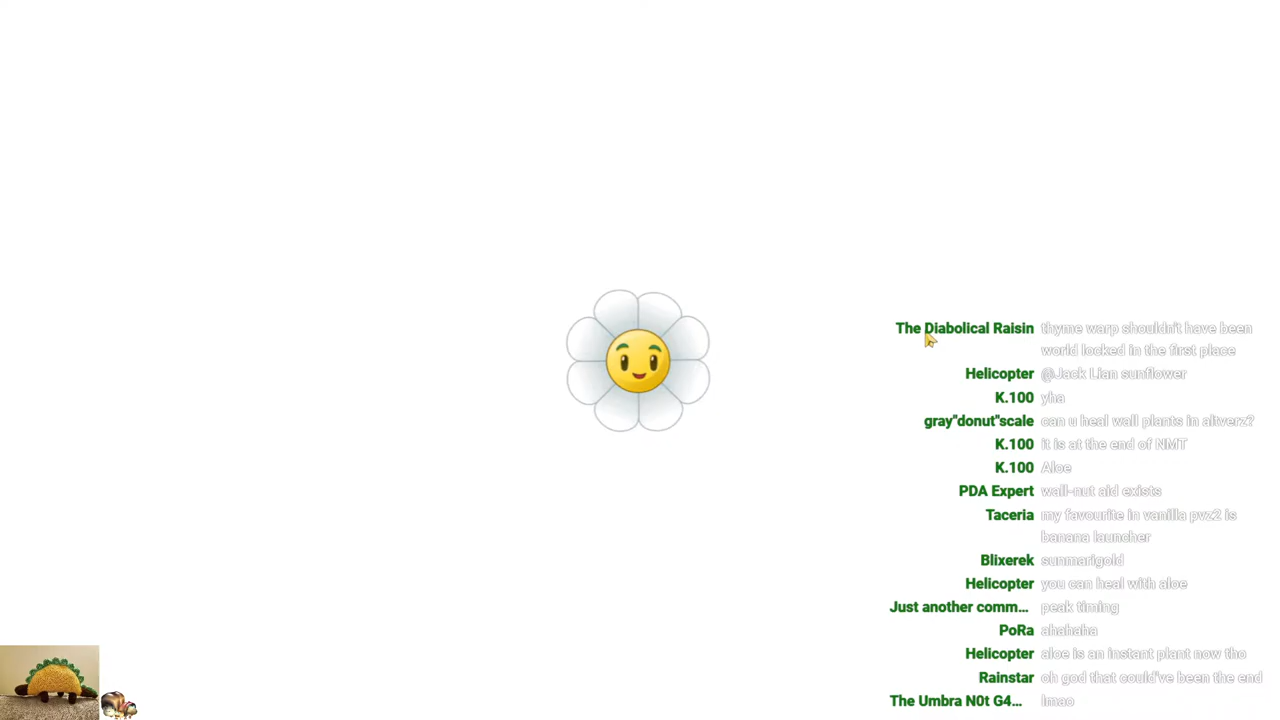 The Diabolical Raisin thyme warp shouldn't have been
world locked in the first place
Helicopter @Jack Lian sunflower
K.100 yha
gray"donut"scale can u heal wall plants in altverz?
K.100 it is at the end of NMT
K.100 Aloe
PDA Expert wall-nut aid exists
Taceria my favourite in vanilla pvz2 is
banana launcher
Blixerek sunmarigold
Helicopter you can heal with aloe
Just another comm... peak timing
PoRa ahahaha
Helicopter aloe is an instant plant now tho
Rainstar oh god that could've been the end
The Umbra N0t G4... lmao